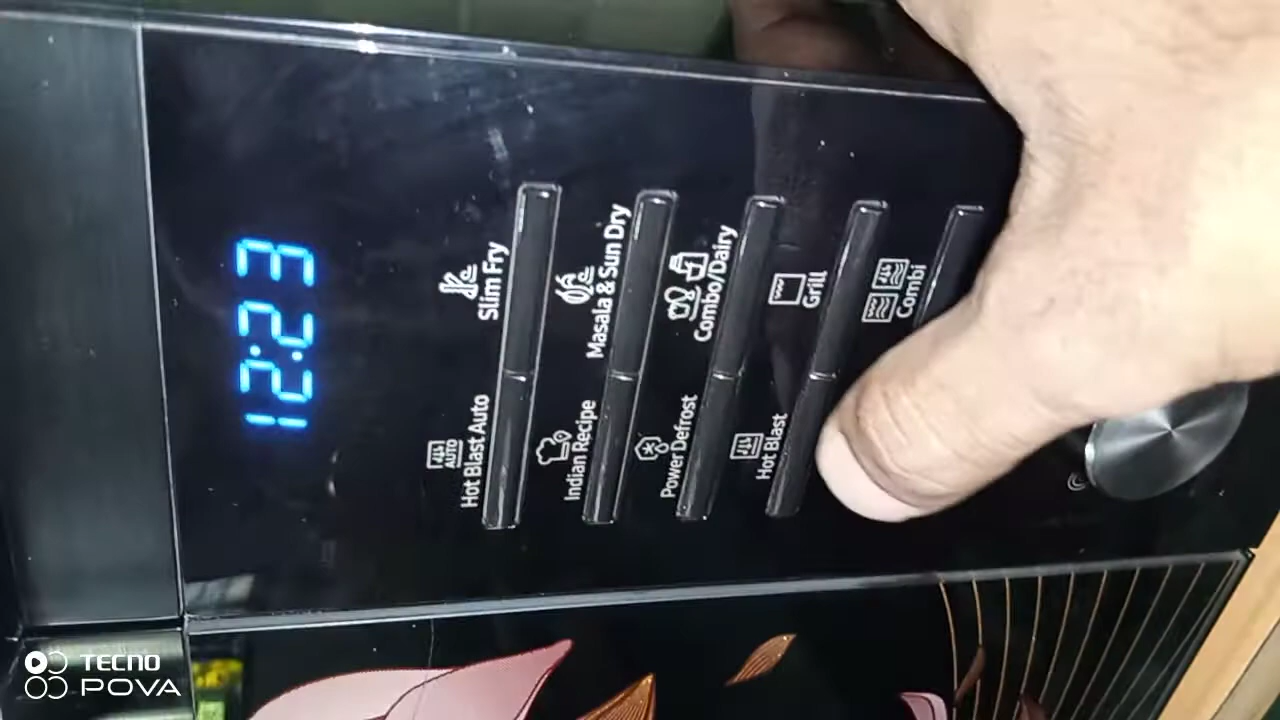 12:23
AUTO
Hot Blast Auto Slim Fry
Indian Recipe Masala & Sun Dry
Power Defrost Combo/Dairy
Hot Blast Grill
Combi
TECNO
POVA